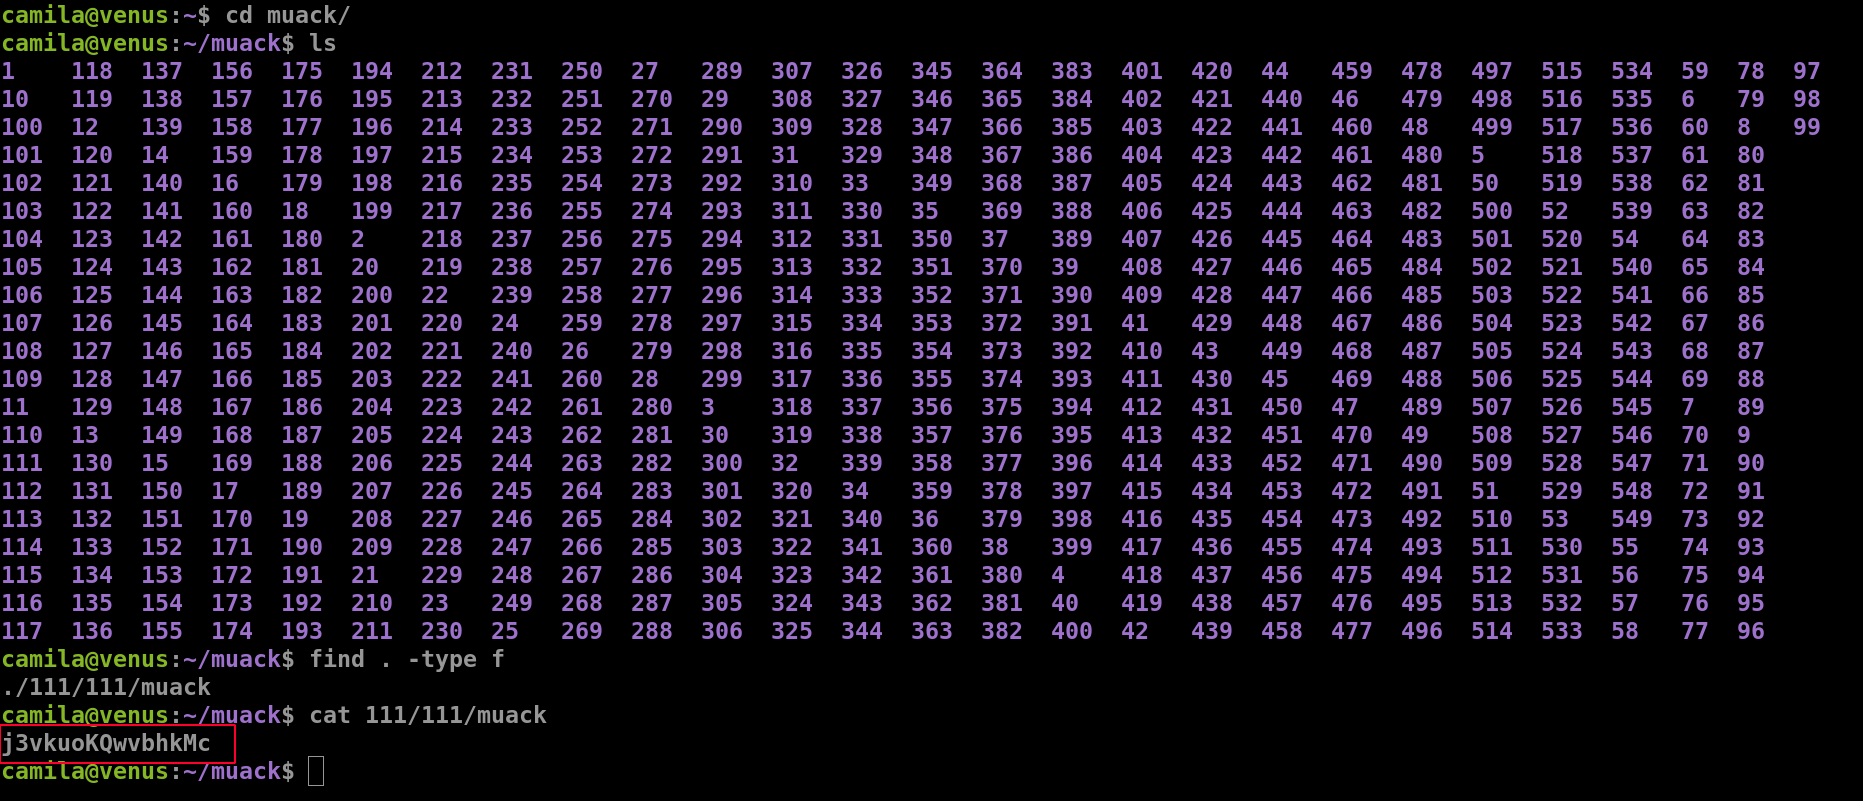 camila@venus:~$ cd muack/
camila@venus:~/muack$ ls
1 118 137 156 175 194 212 231 250 27 289 307 326 345 364 383 401 420 44 459 478 497 515 534 59 78 97
10 119 138 157 176 195 213 232 251 270 29 308 327 346 365 384 402 421 440 46 479 498 516 535 6 79 98
100 12 139 158 177 196 214 233 252 271 290 309 328 347 366 385 403 422 441 460 48 499 517 536 60 8 99
101 120 14 159 178 197 215 234 253 272 291 31 329 348 367 386 404 423 442 461 480 5 518 537 61 80
102 121 140 16 179 198 216 235 254 273 292 310 33 349 368 387 405 424 443 462 481 50 519 538 62 81
103 122 141 160 18 199 217 236 255 274 293 311 330 35 369 388 406 425 444 463 482 500 52 539 63 82
104 123 142 161 180 2 218 237 256 275 294 312 331 350 37 389 407 426 445 464 483 501 520 54 64 83
105 124 143 162 181 20 219 238 257 276 295 313 332 351 370 39 408 427 446 465 484 502 521 540 65 84
106 125 144 163 182 200 22 239 258 277 296 314 333 352 371 390 409 428 447 466 485 503 522 541 66 85
107 126 145 164 183 201 220 24 259 278 297 315 334 353 372 391 41 429 448 467 486 504 523 542 67 86
108 127 146 165 184 202 221 240 26 279 298 316 335 354 373 392 410 43 449 468 487 505 524 543 68 87
109 128 147 166 185 203 222 241 260 28 299 317 336 355 374 393 411 430 45 469 488 506 525 544 69 88
11 129 148 167 186 204 223 242 261 280 3 318 337 356 375 394 412 431 450 47 489 507 526 545 7 89
110 13 149 168 187 205 224 243 262 281 30 319 338 357 376 395 413 432 451 470 49 508 527 546 70 9
111 130 15 169 188 206 225 244 263 282 300 32 339 358 377 396 414 433 452 471 490 509 528 547 71 90
112 131 150 17 189 207 226 245 264 283 301 320 34 359 378 397 415 434 453 472 491 51 529 548 72 91
113 132 151 170 19 208 227 246 265 284 302 321 340 36 379 398 416 435 454 473 492 510 53 549 73 92
114 133 152 171 190 209 228 247 266 285 303 322 341 360 38 399 417 436 455 474 493 511 530 55 74 93
115 134 153 172 191 21 229 248 267 286 304 323 342 361 380 4 418 437 456 475 494 512 531 56 75 94
116 135 154 173 192 210 23 249 268 287 305 324 343 362 381 40 419 438 457 476 495 513 532 57 76 95
117 136 155 174 193 211 230 25 269 288 306 325 344 363 382 400 42 439 458 477 496 514 533 58 77 96
camila@venus:~/muack$ find . -type f
./111/111/muack
camila@venus:~/muack$ cat 111/111/muack
j3vkuoKQwvbhkMc
camila@venus:~/muack$